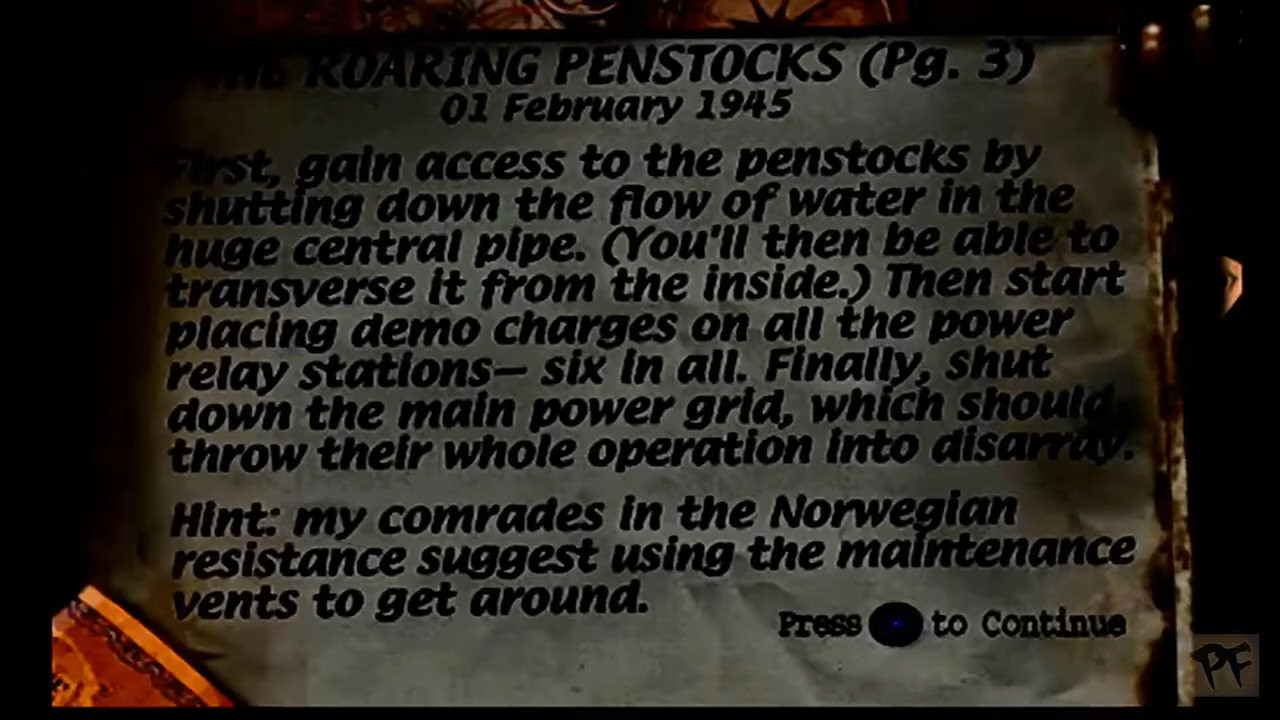 THE ROARING PENSTOCKS (Pg. 3)
01 February 1945
First, gain access to the penstocks by
shutting down the flow of water in the
huge central pipe. (You'll then be able to
transverse it from the inside.) Then start
placing demo charges on all the power
relay stations— six in all. Finally, shut
down the main power grid, which should
throw their whole operation into disarray.
Hint: my comrades in the Norwegian
resistance suggest using the maintenance
vents to get around.
Press to Continue
PF